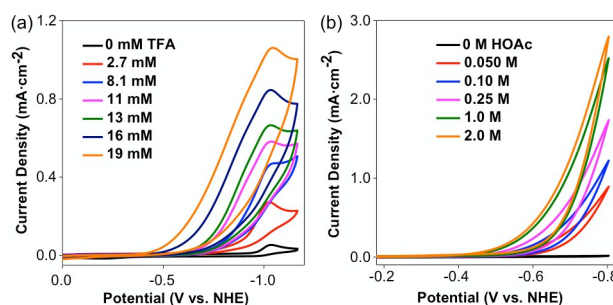 (a)
1.2
0.8
0.4
0.0
Current Density (mA·cm⁻²)
0 mM TFA
2.7 mM
8.1 mM
11 mM
13 mM
16 mM
19 mM
0.0 -0.5 -1.0
Potential (V vs. NHE)
(b)
3.0
2.0
1.0
0.0
Current Density (mA·cm⁻²)
0 M HOAc
0.050 M
0.10 M
0.25 M
1.0 M
2.0 M
-0.2 -0.4 -0.6 -0.8
Potential (V vs. NHE)